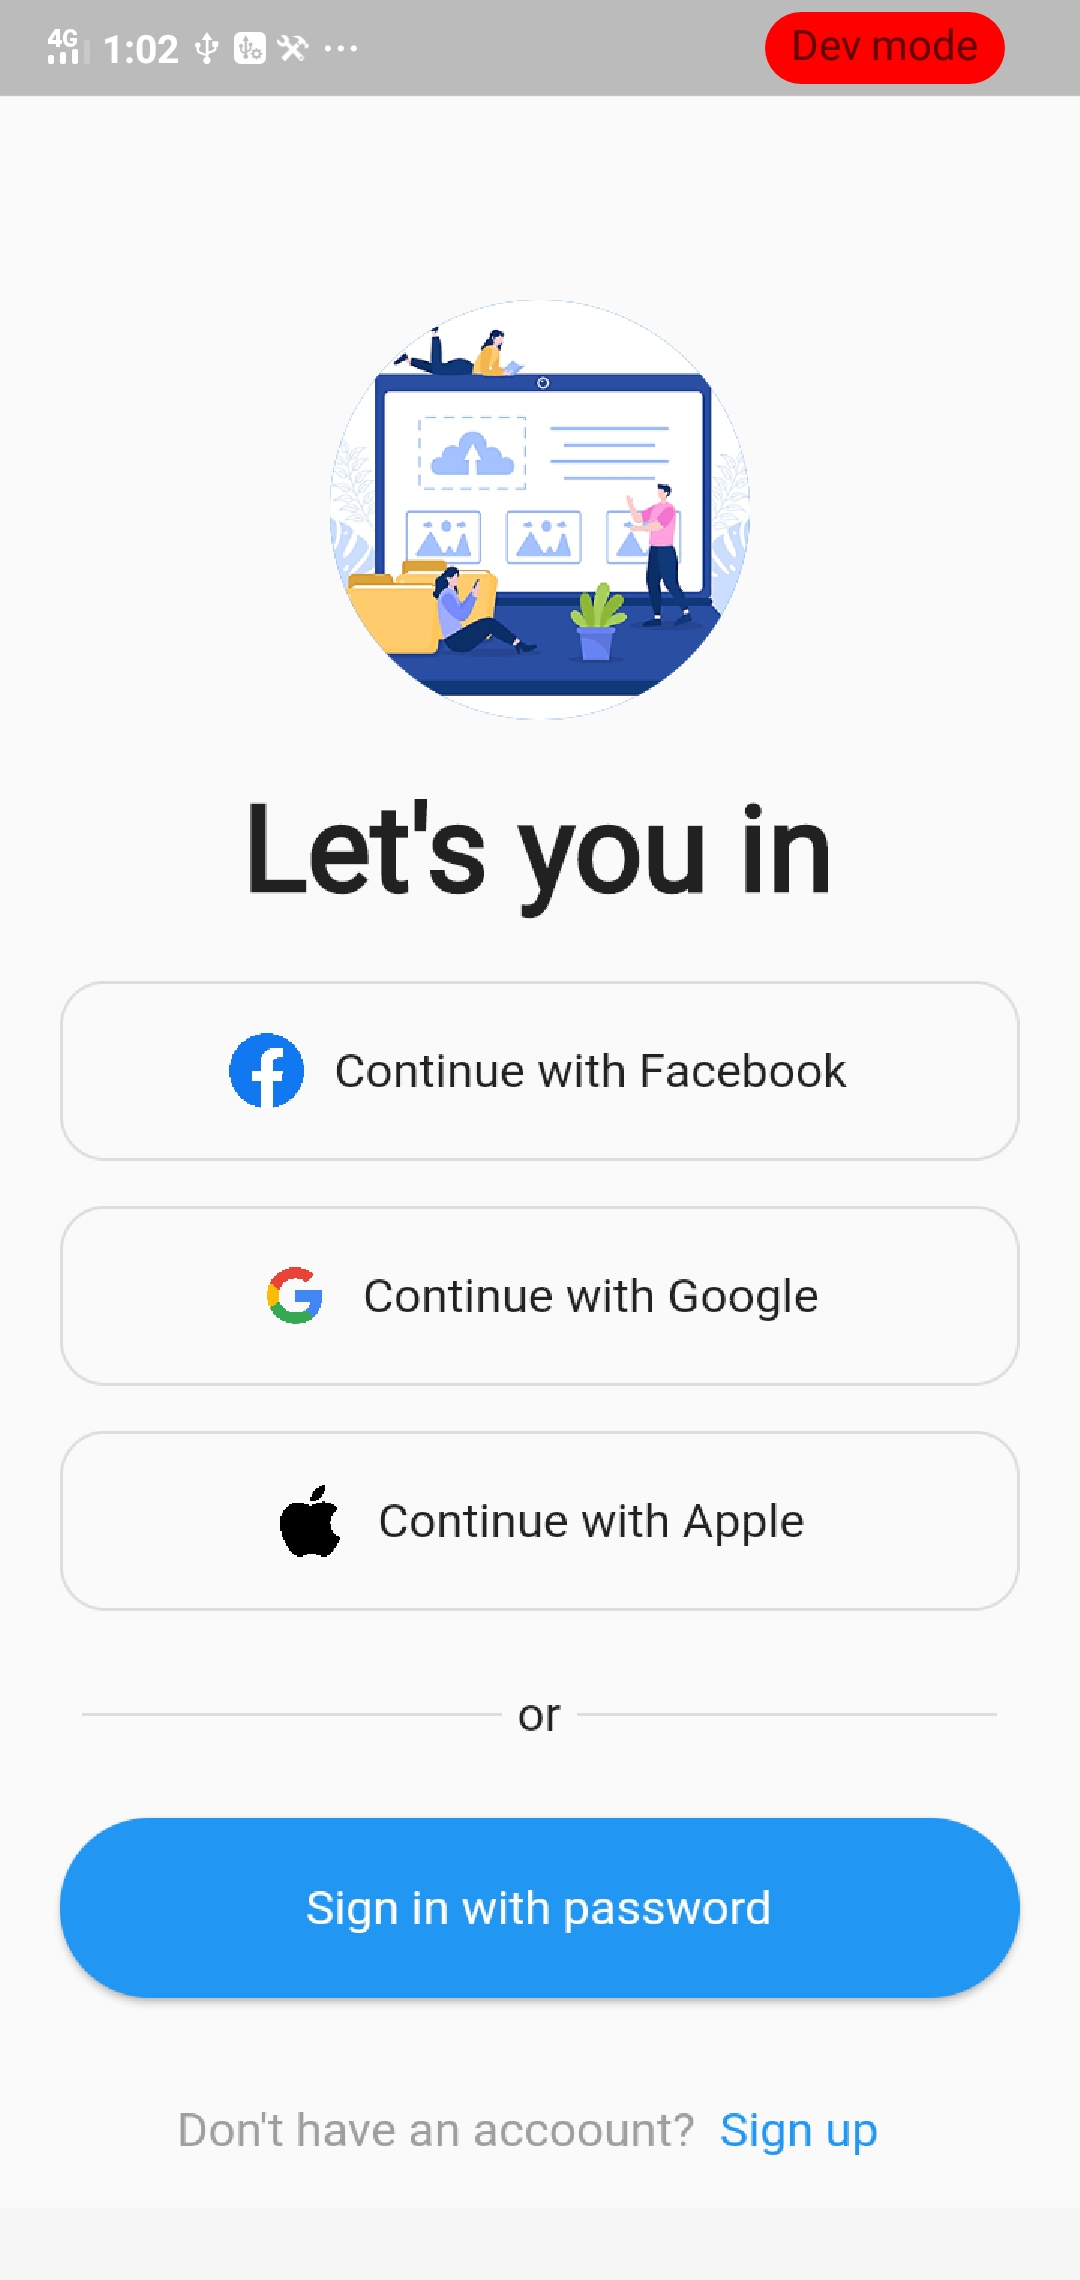 4G 1:02 Dev mode
Let's you in
Continue with Facebook
Continue with Google
Continue with Apple
or
Sign in with password
Don't have an accoount? Sign up